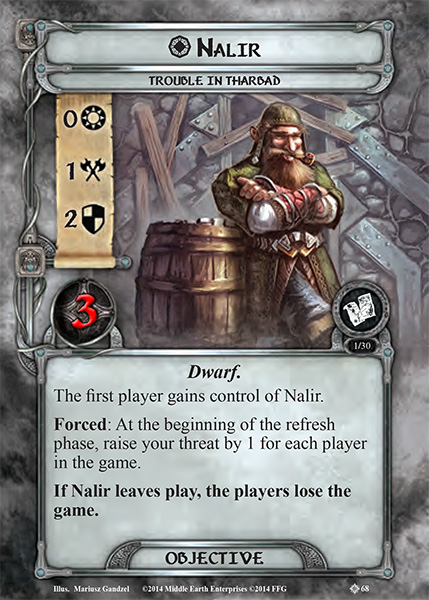 Nalir
Trouble in Tharbad
0
1
2
3
1/30
Dwarf.
The first player gains control of Nalir.
Forced: At the beginning of the refresh
phase, raise your threat by 1 for each player
in the game.
If Nalir leaves play, the players lose the
game.
OBJECTIVE
Illus. Mariusz Gandzel ©2014 Middle Earth Enterprises ©2014 FFG 68